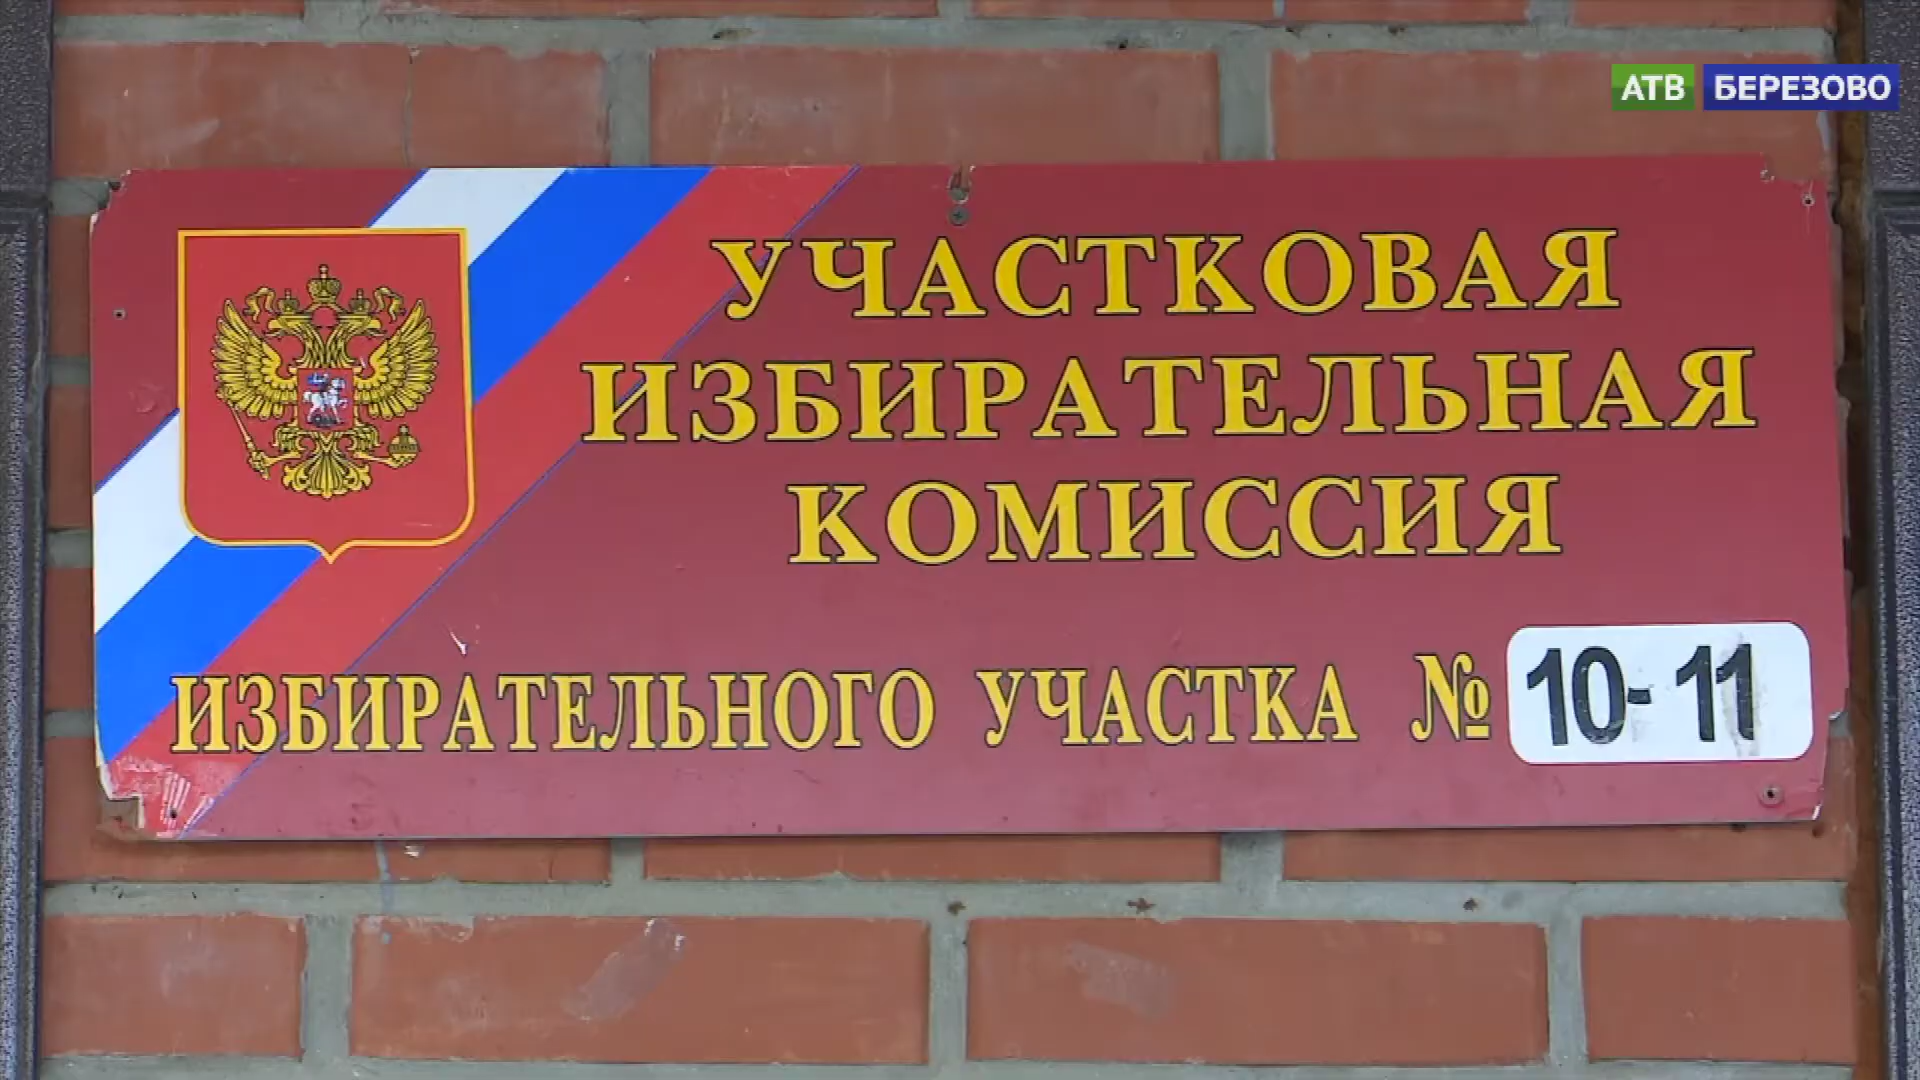 АТВ БЕРЕЗОВО
УЧАСТКОВАЯ
ИЗБИРАТЕЛЬНАЯ
КОМИССИЯ
ИЗБИРАТЕЛЬНОГО УЧАСТКА № 10-11